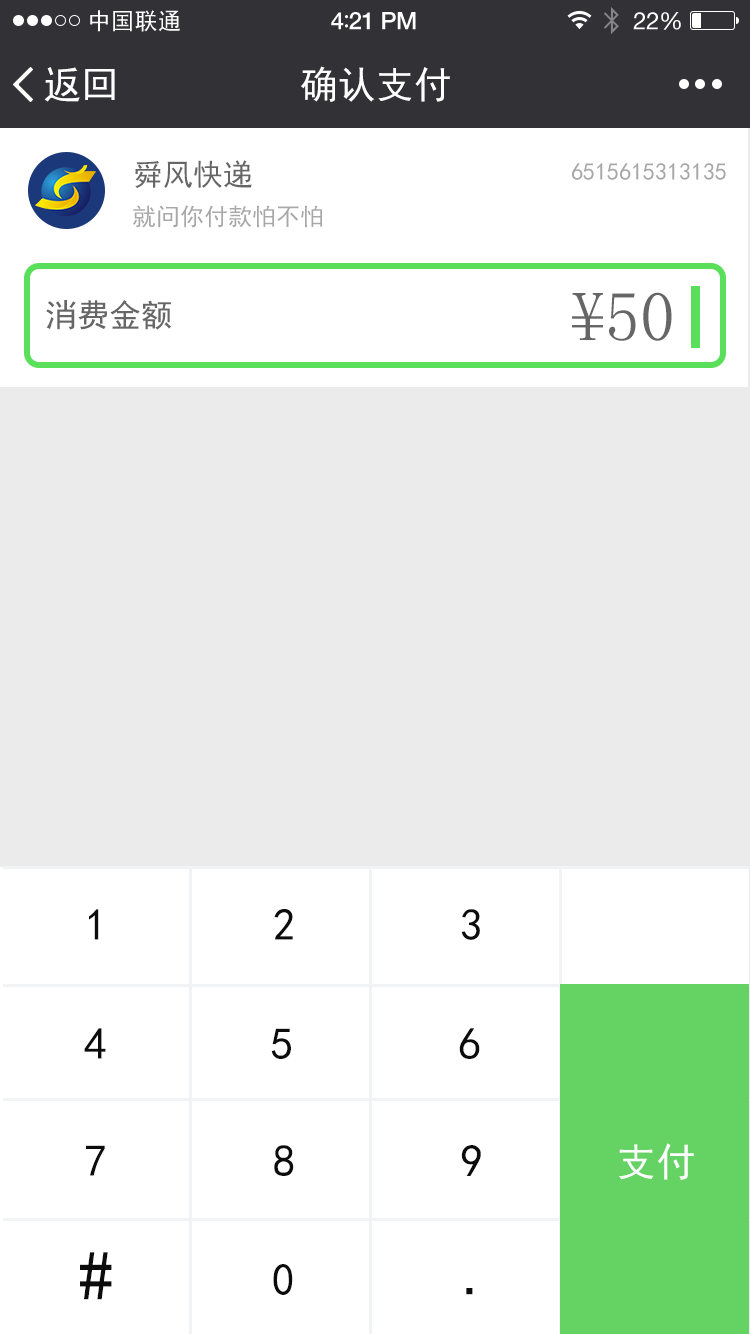 中国联通 4:21 PM 22%
返回 确认支付
舜风快递 6515615313135
就问你付款怕不怕
消费金额 ¥50
1 2 3
4 5 6
7 8 9
支付
# 0 .